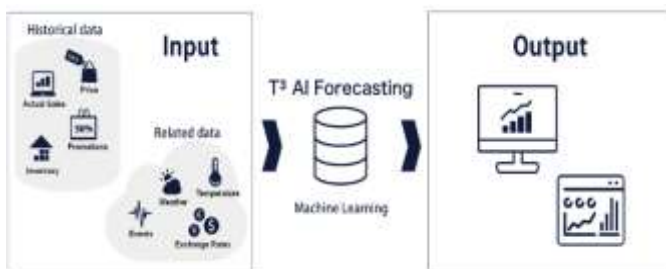 Historical data
Input
Price
Actual Sales
50%
Promotions
Inventory
Related data
Temperature
Weather
Events
Exchange Rates
T³ AI Forecasting
Machine Learning
Output